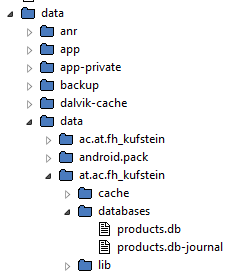 data
anr
app
app-private
backup
dalvik-cache
data
ac.at.fh_kufstein
android.pack
at.ac.fh_kufstein
cache
databases
products.db
products.db-journal
lib